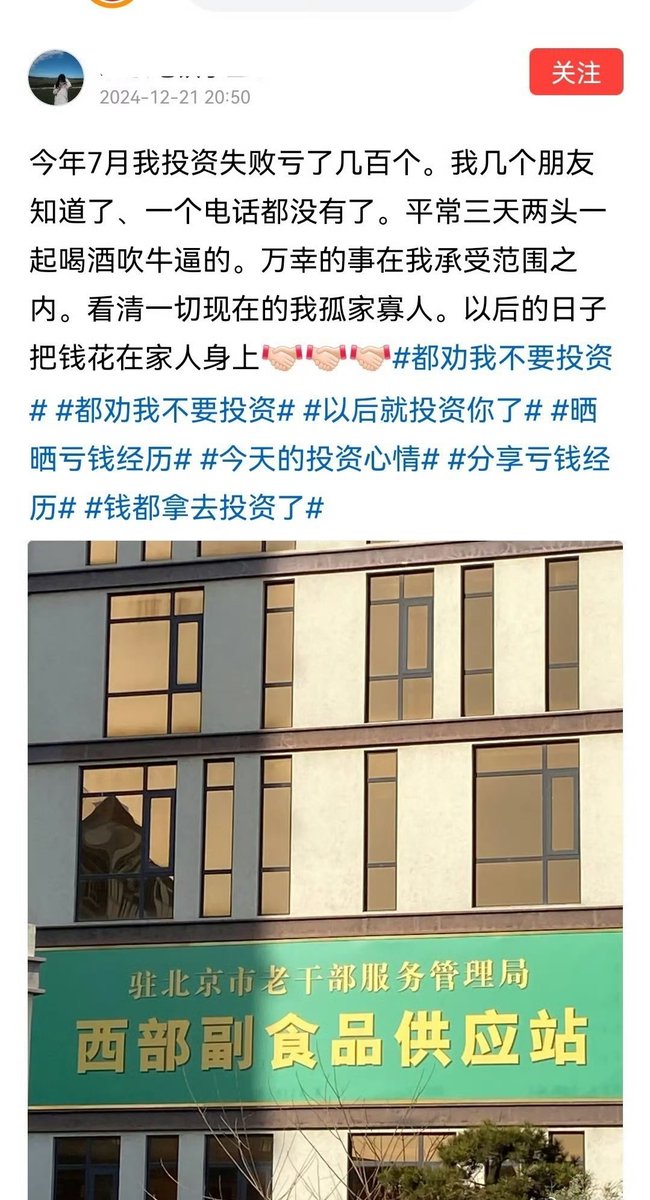 关注
2024-12-21 20:50
今年7月我投资失败亏了几百个。我几个朋友
知道了、一个电话都没有了。平常三天两头一
起喝酒吹牛逼的。万幸的事在我承受范围之
内。看清一切现在的我孤家寡人。以后的日子
把钱花在家人身上🤝🏻🤝🏻🤝🏻#都劝我不要投资
# #都劝我不要投资# #以后就投资你了# #晒
晒亏钱经历# #今天的投资心情# #分享亏钱经
历# #钱都拿去投资了#
驻北京市老干部服务管理局
西部副食品供应站